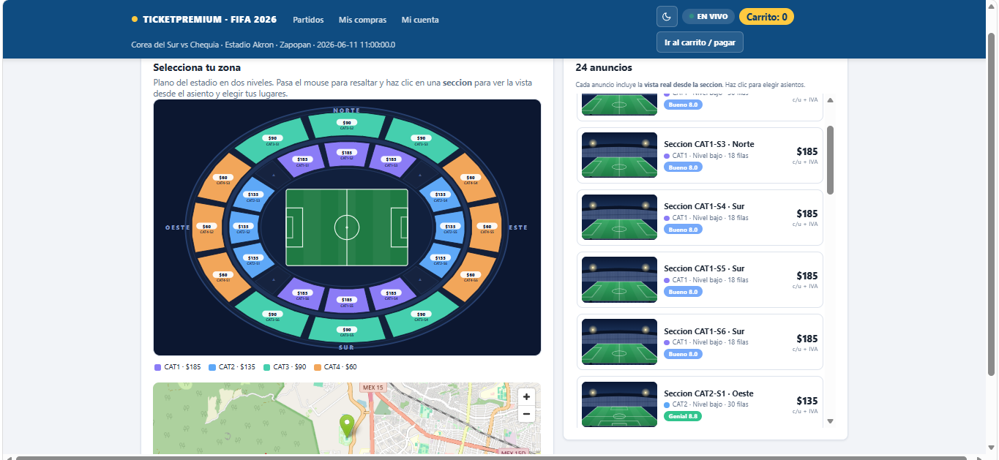 TICKETPREMIUM · FIFA 2026
Partidos
Mis compras
Mi cuenta
EN VIVO
Carrito: 0
Corea del Sur vs Chequia · Estadio Akron · Zapopan · 2026-06-11 11:00:00.0
Ir al carrito / pagar
Selecciona tu zona
Plano del estadio en dos niveles. Pasa el mouse para resaltar y haz clic en una seccion para ver la vista
desde el asiento y elegir tus lugares.
NORTE
$90
CAT3-S2
$90
CAT3-S1
$90
CAT3-S3
$185
CAT1-S2
$185
CAT1-S1
$185
CAT1-S3
$60
CAT4-S3
$60
CAT4-S4
$135
CAT2-S3
$135
CAT2-S4
OESTE
$60
CAT4-S2
$135
CAT2-S2
$135
CAT2-S5
$60
CAT4-S5
ESTE
$135
CAT2-S1
$135
CAT2-S6
$60
CAT4-S1
$60
CAT4-S6
$185
CAT1-S6
$185
CAT1-S5
$185
CAT1-S4
$90
CAT3-S6
$90
CAT3-S5
$90
CAT3-S4
SUR
CAT1 · $185
CAT2 · $135
CAT3 · $90
CAT4 · $60
MEX 15
+
−
MEX 15D
24 anuncios
Cada anuncio incluye la vista real desde la seccion. Haz clic para elegir asientos.
Bueno 8.0
c/u + IVA
Seccion CAT1-S3 · Norte
CAT1 · Nivel bajo · 18 filas
Bueno 8.0
$185
c/u + IVA
Seccion CAT1-S4 · Sur
CAT1 · Nivel bajo · 18 filas
Bueno 8.0
$185
c/u + IVA
Seccion CAT1-S5 · Sur
CAT1 · Nivel bajo · 18 filas
Bueno 8.0
$185
c/u + IVA
Seccion CAT1-S6 · Sur
CAT1 · Nivel bajo · 18 filas
Bueno 8.0
$185
c/u + IVA
Seccion CAT2-S1 · Oeste
CAT2 · Nivel bajo · 30 filas
Genial 8.8
$135
c/u + IVA